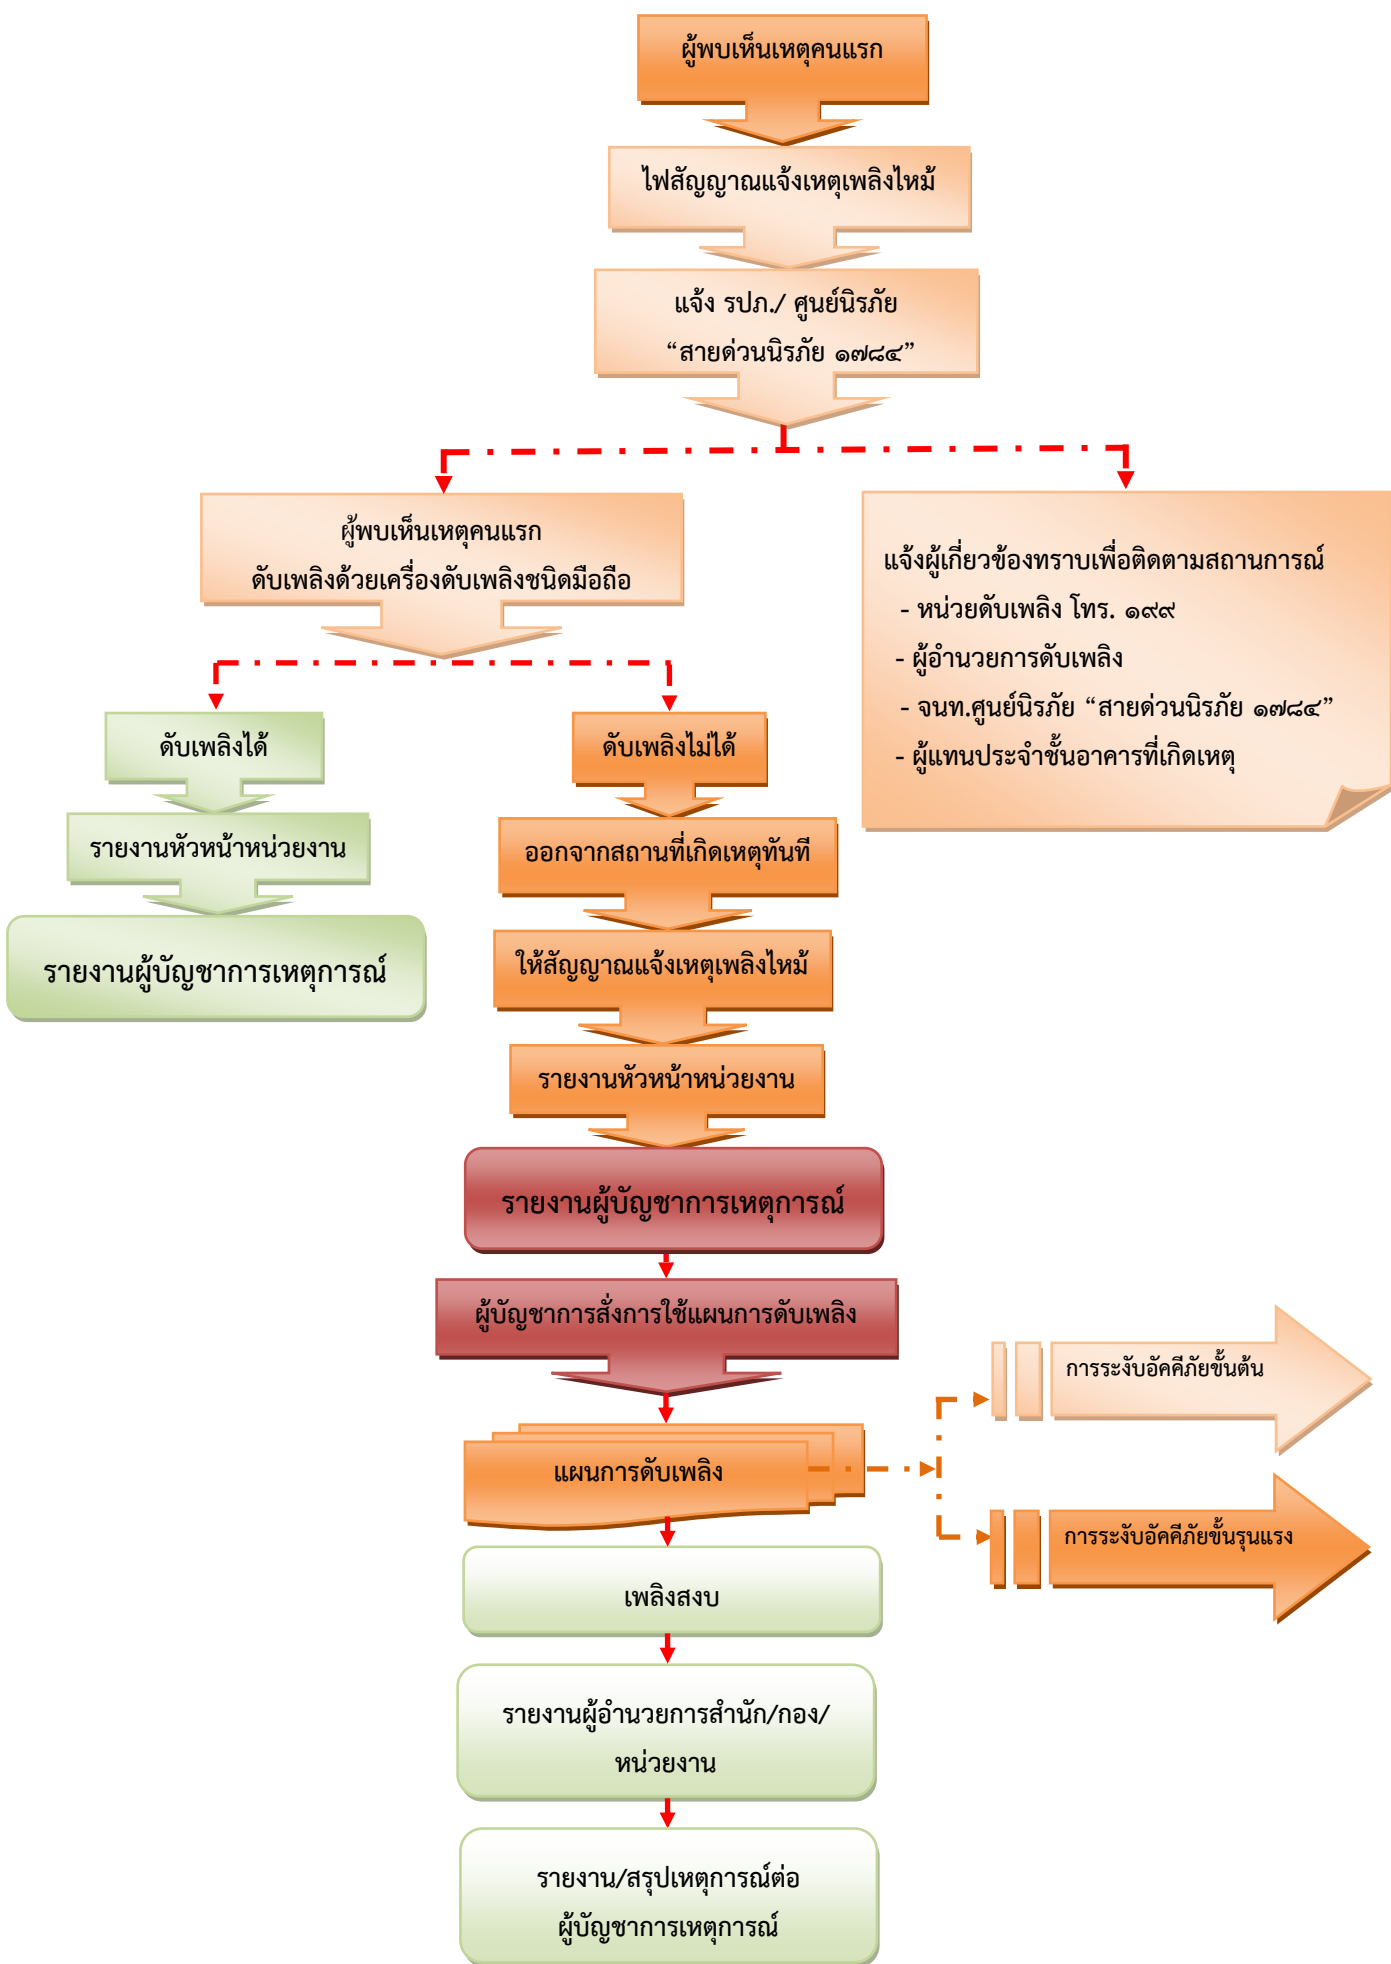 ผู้พบเห็นเหตุคนแรก
ไฟสัญญาณแจ้งเหตุเพลิงไหม้
แจ้ง รปภ./ ศูนย์นิรภัย
“สายด่วนนิรภัย ๑๗๘๔”
ผู้พบเห็นเหตุคนแรก
ดับเพลิงด้วยเครื่องดับเพลิงชนิดมือถือ
แจ้งผู้เกี่ยวข้องทราบเพื่อติดตามสถานการณ์
- หน่วยดับเพลิง โทร. ๑๙๙
- ผู้อำนวยการดับเพลิง
- จนท.ศูนย์นิรภัย “สายด่วนนิรภัย ๑๗๘๔”
- ผู้แทนประจำชั้นอาคารที่เกิดเหตุ
ดับเพลิงได้
รายงานหัวหน้าหน่วยงาน
รายงานผู้บัญชาการเหตุการณ์
ดับเพลิงไม่ได้
ออกจากสถานที่เกิดเหตุทันที
ให้สัญญาณแจ้งเหตุเพลิงไหม้
รายงานหัวหน้าหน่วยงาน
รายงานผู้บัญชาการเหตุการณ์
ผู้บัญชาการสั่งการใช้แผนการดับเพลิง
แผนการดับเพลิง
การระงับอัคคีภัยขั้นต้น
การระงับอัคคีภัยขั้นรุนแรง
เพลิงสงบ
รายงานผู้อำนวยการสำนัก/กอง/
หน่วยงาน
รายงาน/สรุปเหตุการณ์ต่อ
ผู้บัญชาการเหตุการณ์